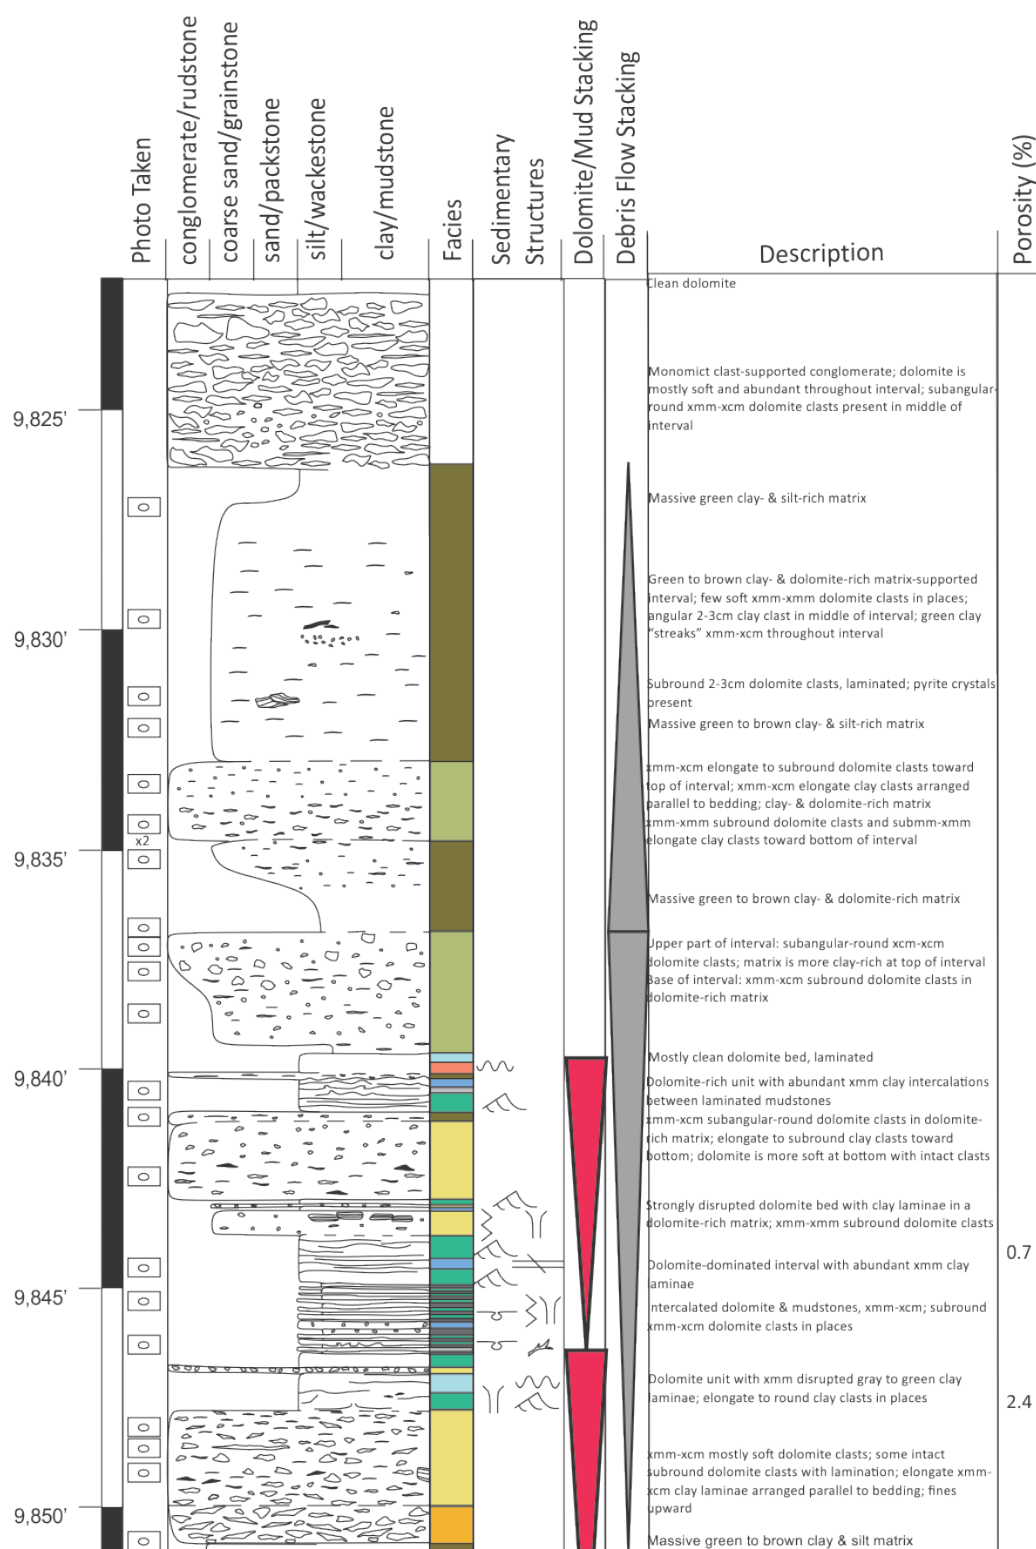 Photo Taken
conglomerate/rudstone
coarse sand/grainstone
sand/packstone
silt/wackestone
clay/mudstone
Facies
Sedimentary
Structures
Dolomite/Mud Stacking
Debris Flow Stacking
Description
Porosity (%)
Clean dolomite
Monomict clast-supported conglomerate; dolomite is
mostly soft and abundant throughout interval; subangular-
round xmm-xcm dolomite clasts present in middle of
interval
9,825'
Massive green clay- & silt-rich matrix
Green to brown clay- & dolomite-rich matrix-supported
interval; few soft xmm-xmm dolomite clasts in places;
angular 2-3cm clay clast in middle of interval; green clay
"streaks" xmm-xcm throughout interval
9,830'
Subround 2-3cm dolomite clasts, laminated; pyrite crystals
present
Massive green to brown clay- & silt-rich matrix
xmm-xcm elongate to subround dolomite clasts toward
top of interval; xmm-xcm elongate clay clasts arranged
parallel to bedding; clay- & dolomite-rich matrix
xmm-xmm subround dolomite clasts and submm-xmm
elongate clay clasts toward bottom of interval
x2
9,835'
Massive green to brown clay- & dolomite-rich matrix
Upper part of interval: subangular-round xcm-xcm
dolomite clasts; matrix is more clay-rich at top of interval
Base of interval: xmm-xcm subround dolomite clasts in
dolomite-rich matrix
Mostly clean dolomite bed, laminated
9,840'
Dolomite-rich unit with abundant xmm clay intercalations
between laminated mudstones
xmm-xcm subangular-round dolomite clasts in dolomite-
rich matrix; elongate to subround clay clasts toward
bottom; dolomite is more soft at bottom with intact clasts
Strongly disrupted dolomite bed with clay laminae in a
dolomite-rich matrix; xmm-xmm subround dolomite clasts
0.7
Dolomite-dominated interval with abundant xmm clay
laminae
9,845'
Intercalated dolomite & mudstones, xmm-xcm; subround
xmm-xcm dolomite clasts in places
Dolomite unit with xmm disrupted gray to green clay
laminae; elongate to round clay clasts in places
2.4
xmm-xcm mostly soft dolomite clasts; some intact
subround dolomite clasts with lamination; elongate xmm-
xcm clay laminae arranged parallel to bedding; fines
upward
9,850'
Massive green to brown clay & silt matrix